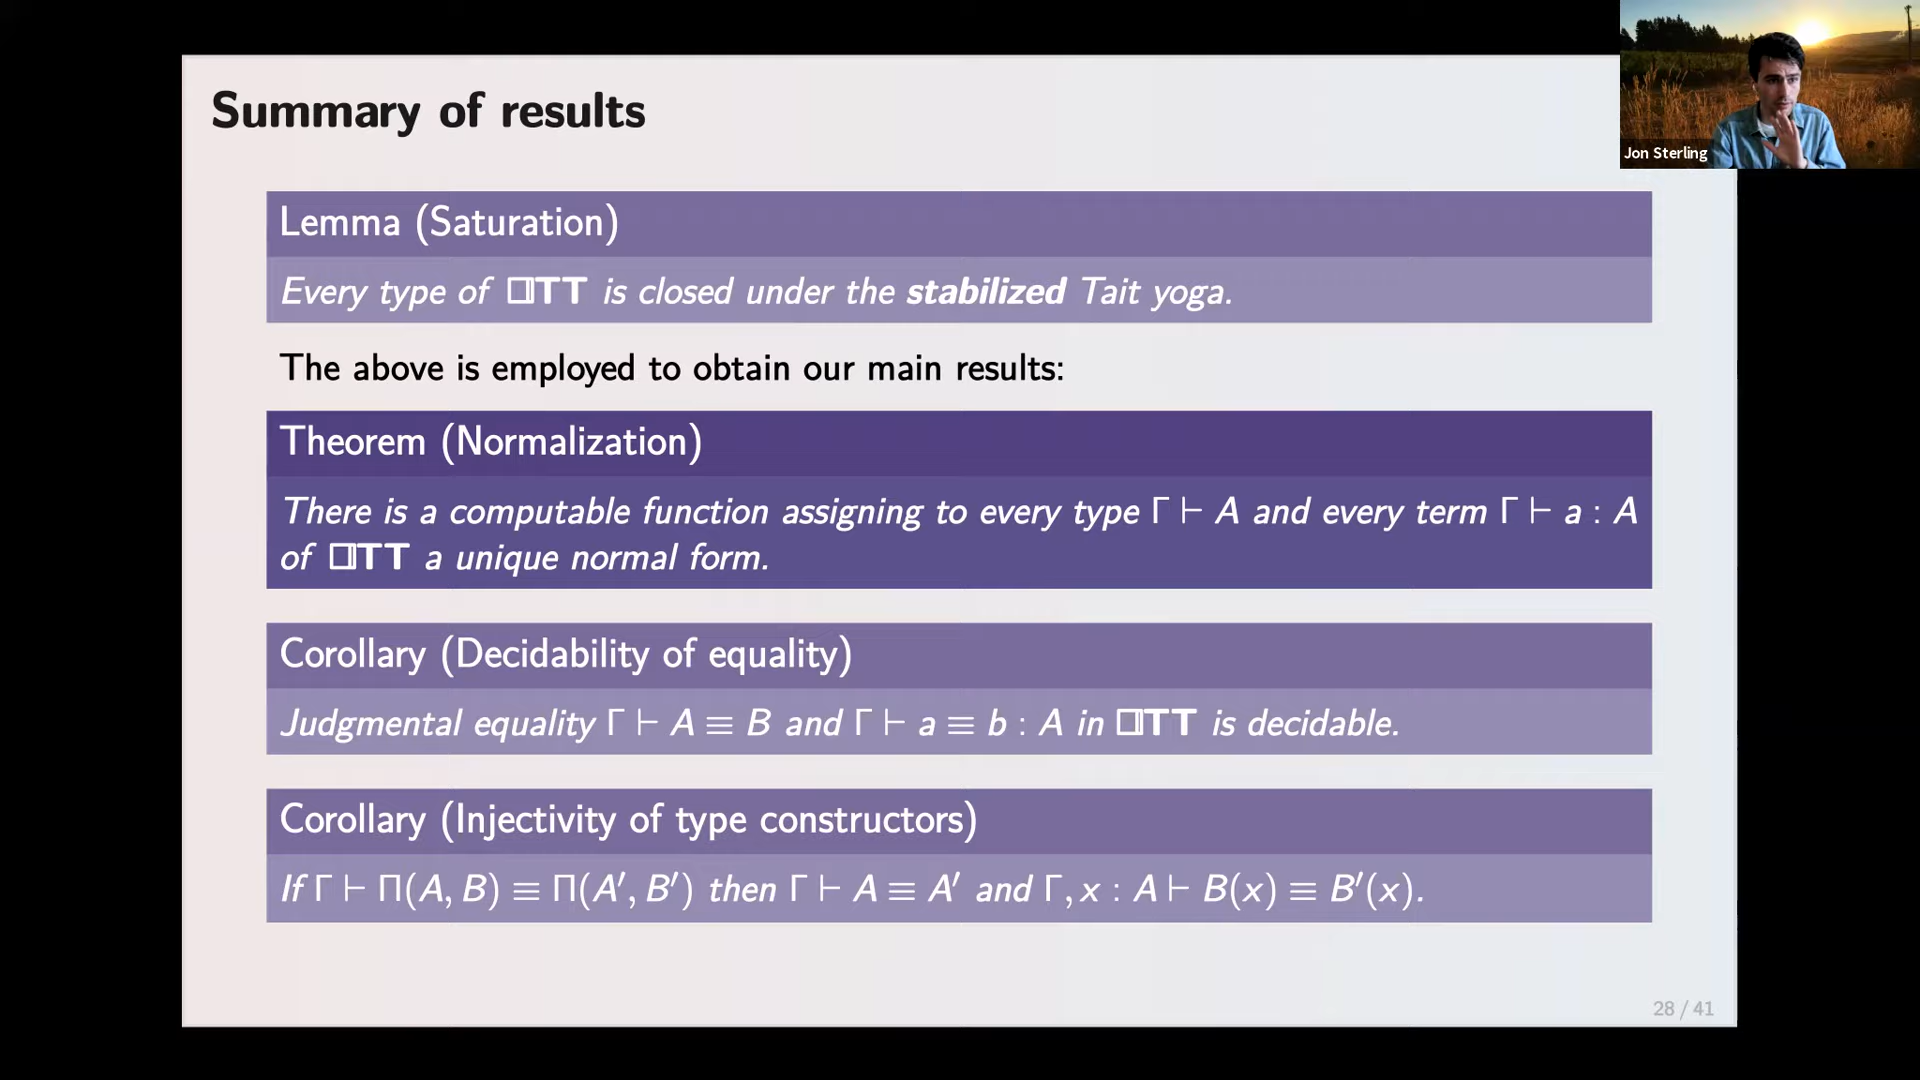 Summary of results
Jon Sterling
Lemma (Saturation)
Every type of □TT is closed under the stabilized Tait yoga.
The above is employed to obtain our main results:
Theorem (Normalization)
There is a computable function assigning to every type Γ ⊢ A and every term Γ ⊢ a : A
of □TT a unique normal form.
Corollary (Decidability of equality)
Judgmental equality Γ ⊢ A ≡ B and Γ ⊢ a ≡ b : A in □TT is decidable.
Corollary (Injectivity of type constructors)
If Γ ⊢ Π(A, B) ≡ Π(A′, B′) then Γ ⊢ A ≡ A′ and Γ, x : A ⊢ B(x) ≡ B′(x).
28 / 41